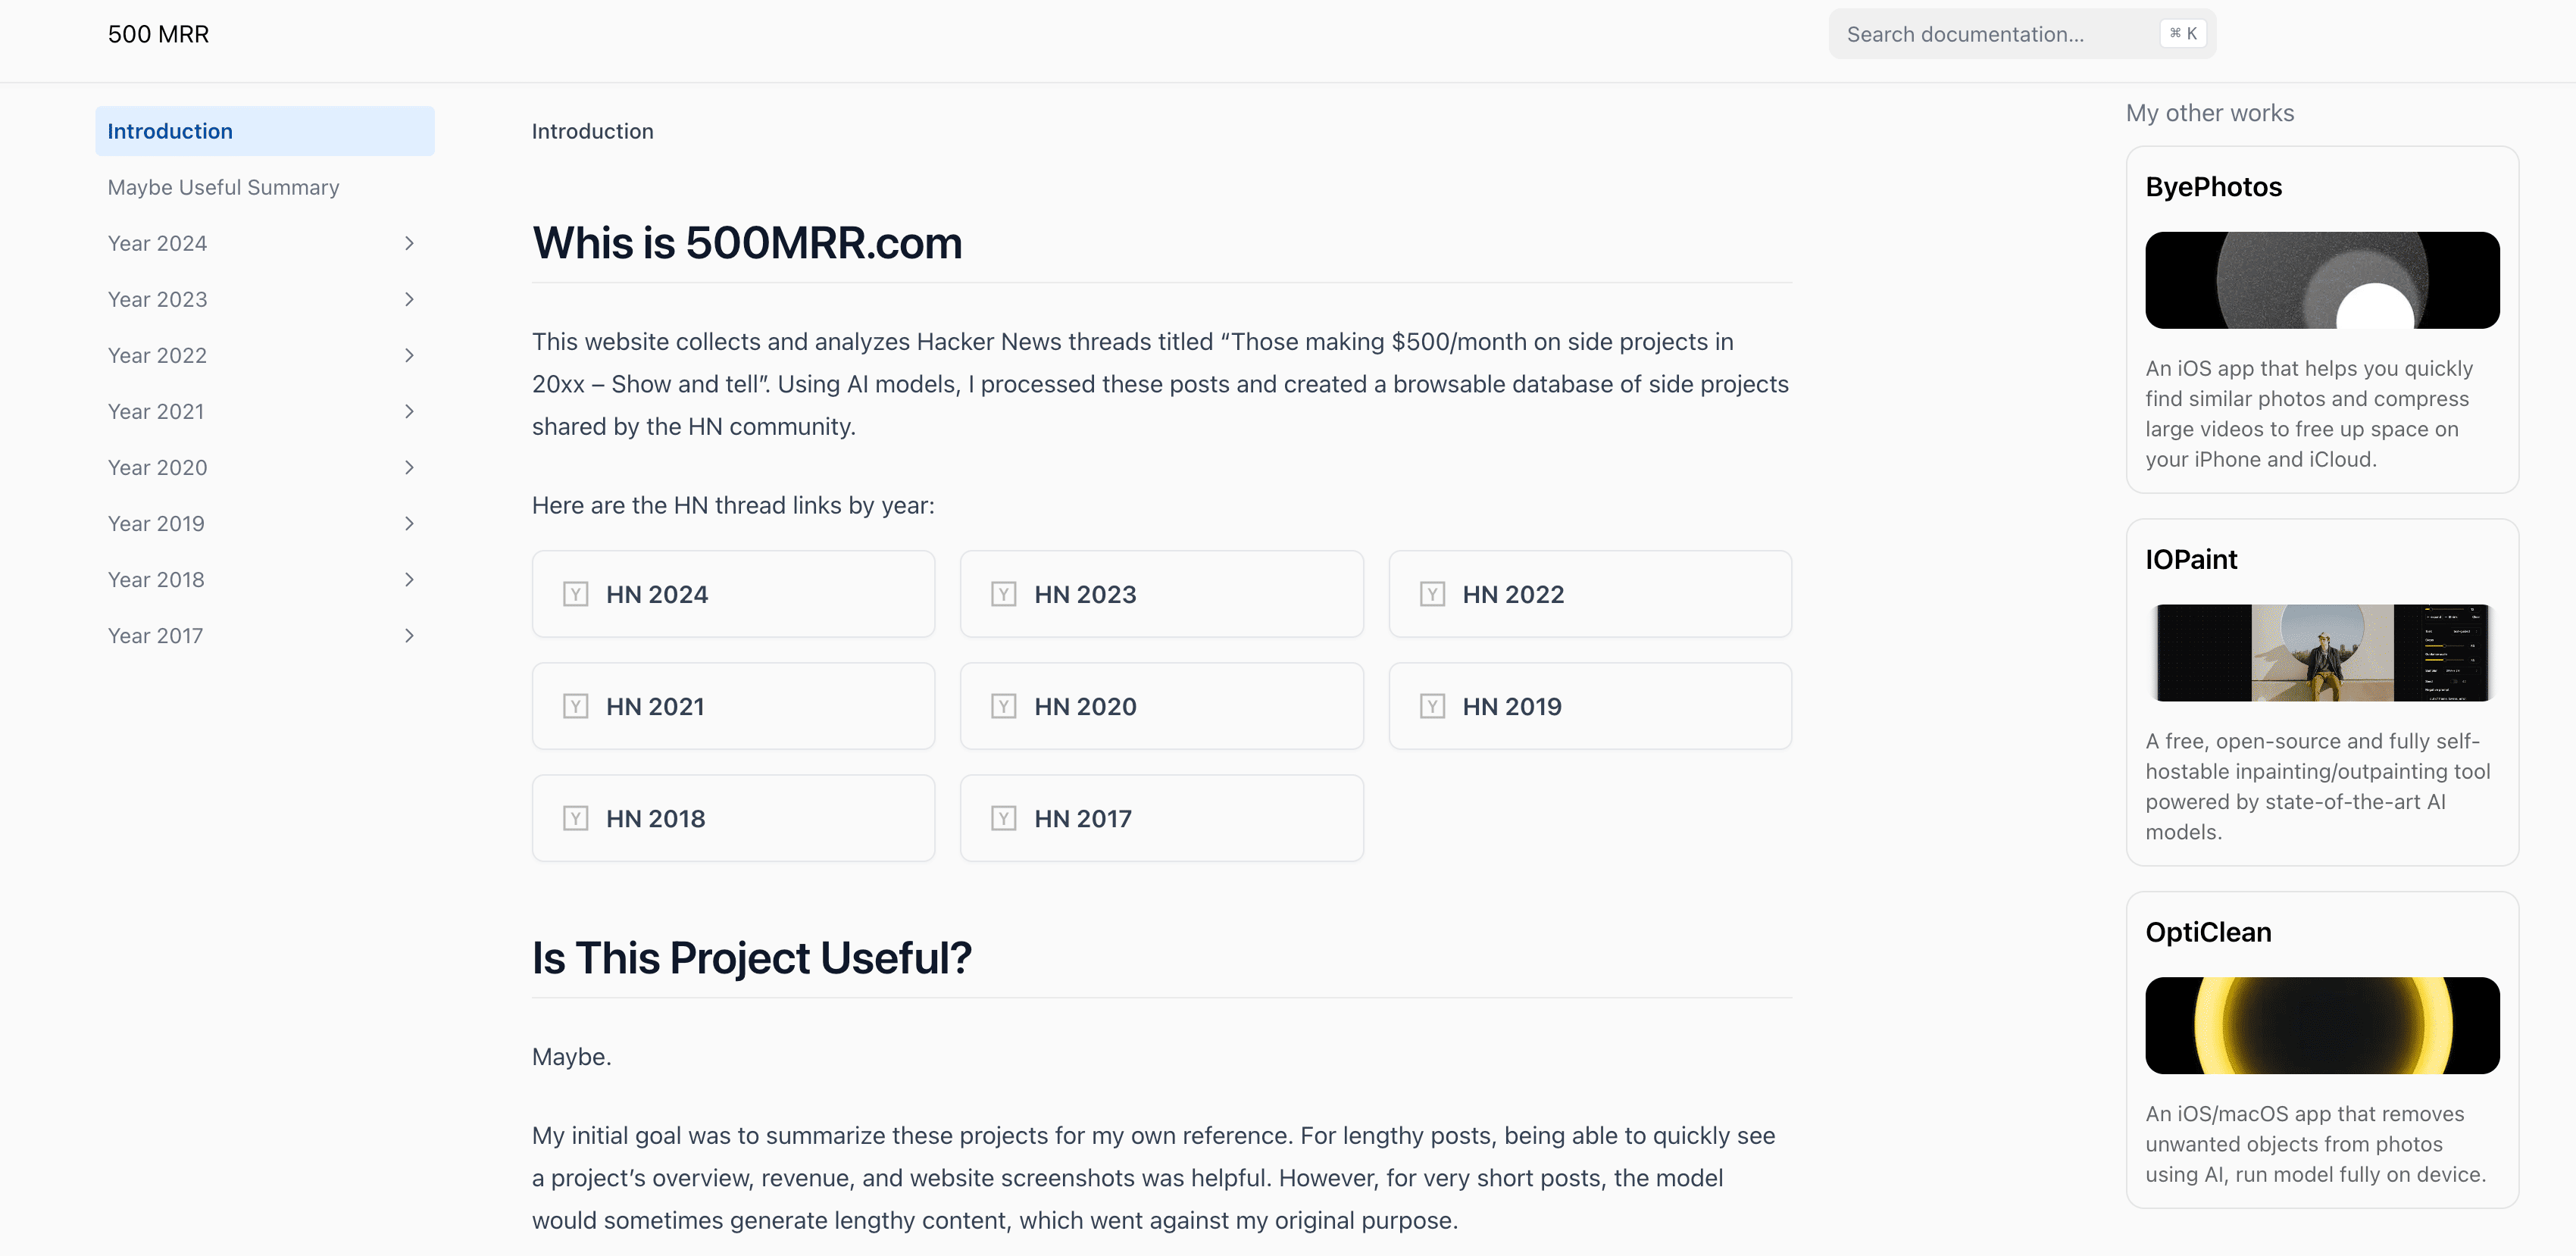 500 MRR
Search documentation...
⌘ K
Introduction
Maybe Useful Summary
Year 2024
Year 2023
Year 2022
Year 2021
Year 2020
Year 2019
Year 2018
Year 2017
Introduction
Whis is 500MRR.com
This website collects and analyzes Hacker News threads titled “Those making $500/month on side projects in
20xx – Show and tell”. Using AI models, I processed these posts and created a browsable database of side projects
shared by the HN community.
Here are the HN thread links by year:
Y HN 2024
Y HN 2023
Y HN 2022
Y HN 2021
Y HN 2020
Y HN 2019
Y HN 2018
Y HN 2017
Is This Project Useful?
Maybe.
My initial goal was to summarize these projects for my own reference. For lengthy posts, being able to quickly see
a project’s overview, revenue, and website screenshots was helpful. However, for very short posts, the model
would sometimes generate lengthy content, which went against my original purpose.
My other works
ByePhotos
An iOS app that helps you quickly
find similar photos and compress
large videos to free up space on
your iPhone and iCloud.
IOPaint
A free, open-source and fully self-
hostable inpainting/outpainting tool
powered by state-of-the-art AI
models.
OptiClean
An iOS/macOS app that removes
unwanted objects from photos
using AI, run model fully on device.